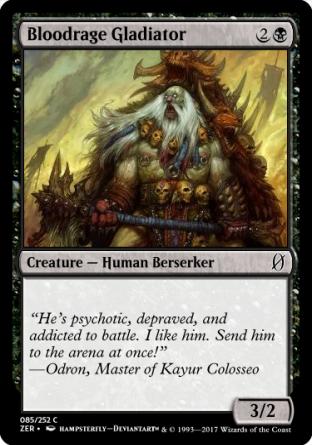 Bloodrage Gladiator 2
Creature — Human Berserker
“He’s psychotic, depraved, and
addicted to battle. I like him. Send him
to the arena at once!”
—Odron, Master of Kayur Colosseo
3/2
085/252 C
ZER • HAMPSTERFLY—DEVIANTART ™ & © 1993—2017 Wizards of the Coast